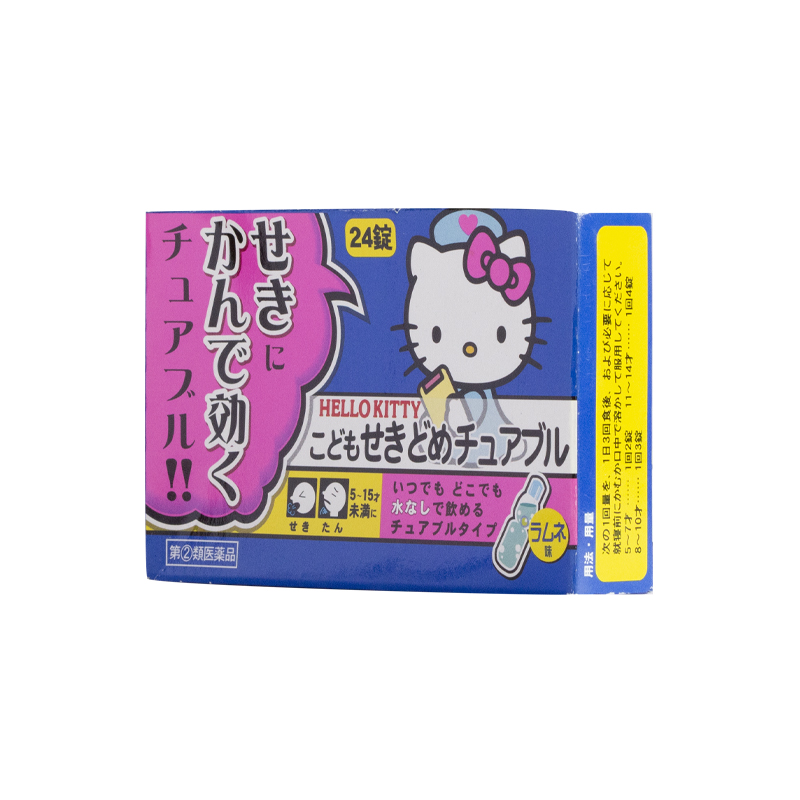 せきに
かんで効く
チュアブル!!
24錠
HELLO KITTY
こどもせきどめチュアブル
5~15才
未満に
せき たん
いつでも どこでも
水なしで飲める
チュアブルタイプ
ラムネ
味
指②類医薬品
用法・用量
次の1回量を、1日3回食後、および必要に応じて
就寝前にかむか口中で溶かして服用してください。
5~7才…… 1回2錠 11~14才…… 1回4錠
8~10才…… 1回3錠